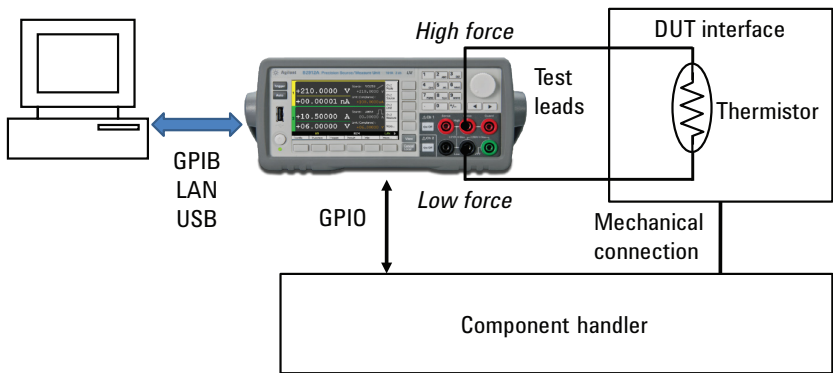 High force
DUT interface
Agilent
Test
leads
Thermistor
+210.0000 V
+00.00001 nA
+10.50000 A
+06.00000 V
GPIB
LAN
USB
GPIO
Low force
Mechanical
connection
Component handler